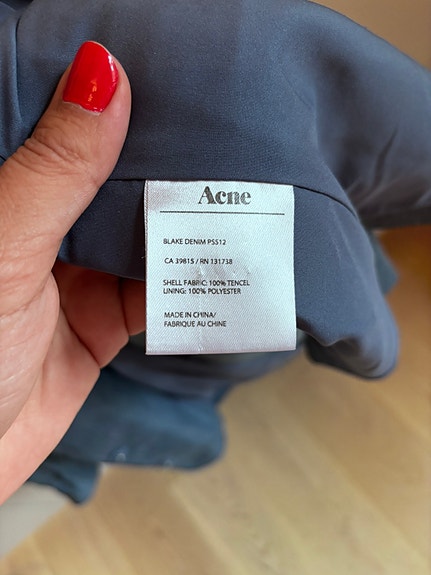 Acne
BLAKE DENIM PSS12
CA 39815 / RN 131738
SHELL FABRIC: 100% TENCEL
LINING: 100% POLYESTER
MADE IN CHINA/
FABRIQUE AU CHINE